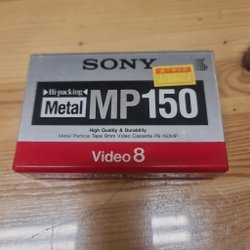 SONY
Hi-packing
Metal MP150
High Quality & Durability
Metal Particle Tape 8mm Video Cassette P6-150MP
Video 8